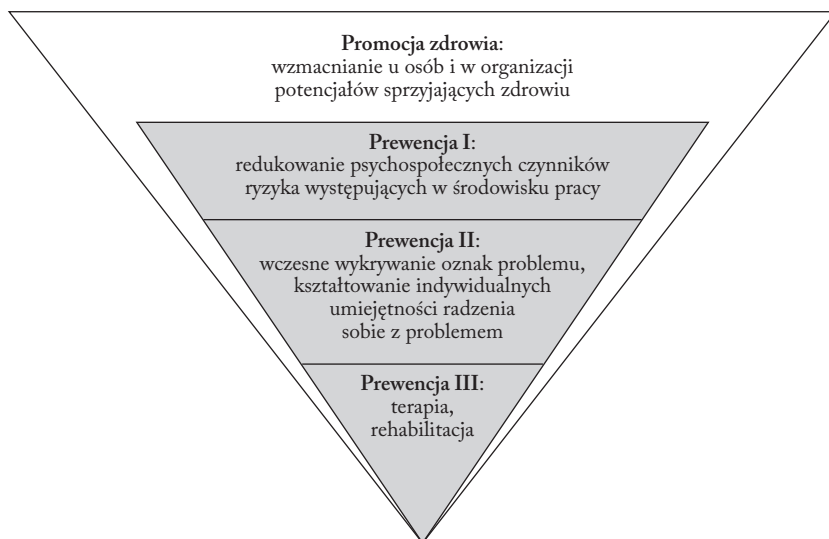 Promocja zdrowia:
wzmacnianie u osób i w organizacji
potencjałów sprzyjających zdrowiu
Prewencja I:
redukowanie psychospołecznych czynników
ryzyka występujących w środowisku pracy
Prewencja II:
wczesne wykrywanie oznak problemu,
kształtowanie indywidualnych
umiejętności radzenia
sobie z problemem
Prewencja III:
terapia,
rehabilitacja